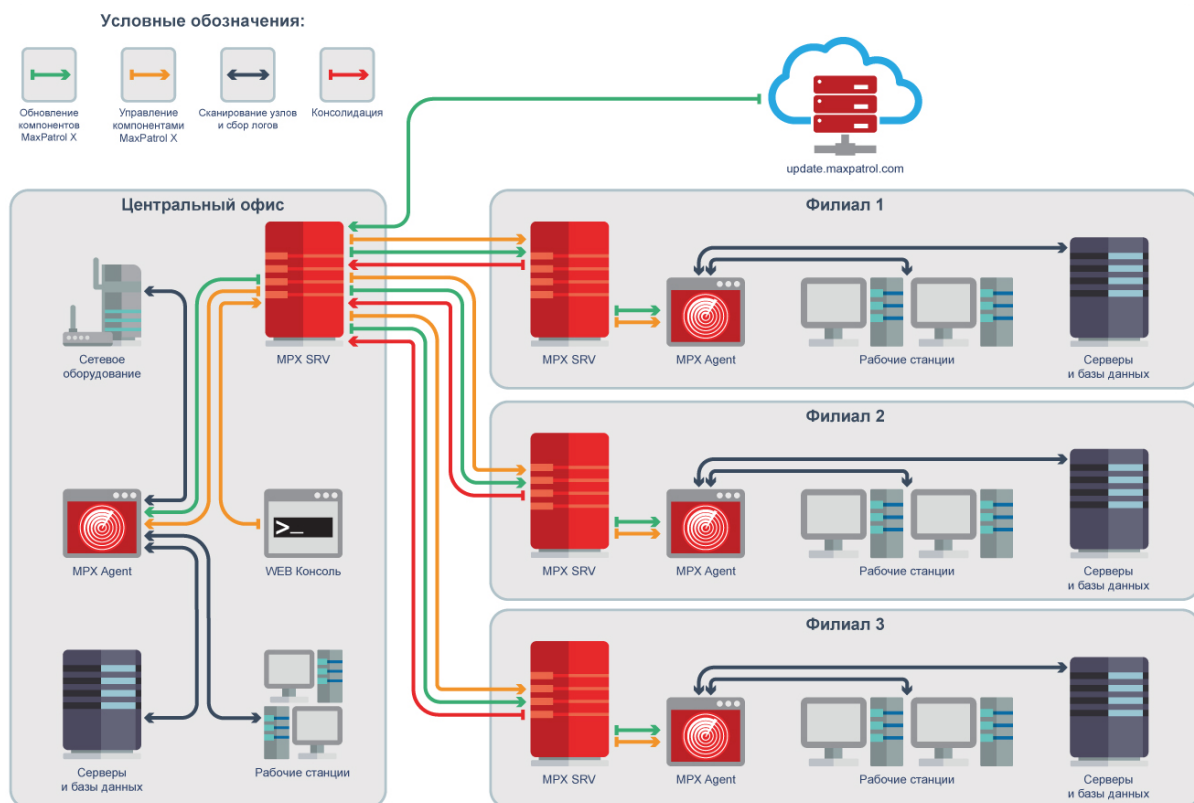 Условные обозначения:
Обновление
компонентов
MaxPatrol X
Управление
компонентами
MaxPatrol X
Сканирование узлов
и сбор логов
Консолидация
update.maxpatrol.com
Центральный офис
Сетевое
оборудование
MPX SRV
MPX Agent
>_
WEB Консоль
Серверы
и базы данных
Рабочие станции
Филиал 1
MPX SRV
MPX Agent
Рабочие станции
Серверы
и базы данных
Филиал 2
MPX SRV
MPX Agent
Рабочие станции
Серверы
и базы данных
Филиал 3
MPX SRV
MPX Agent
Рабочие станции
Серверы
и базы данных